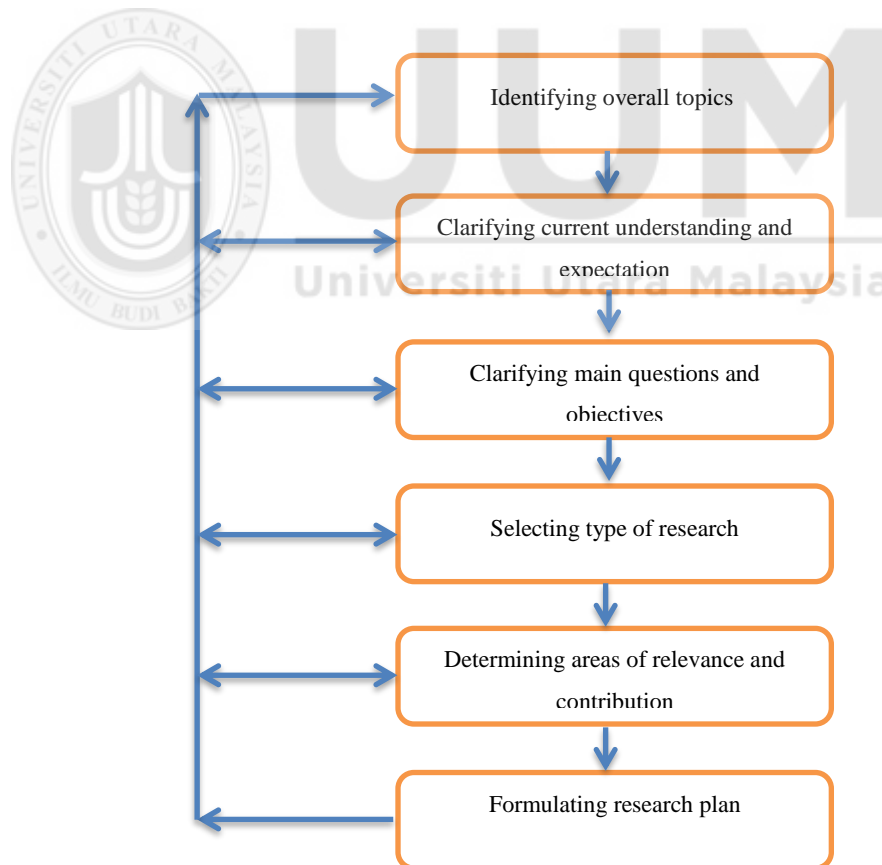 UUM
UNIVERSITI UTARA MALAYSIA
Universiti Utara Malaysia
ILMU BUDI BAKTI
Identifying overall topics
Clarifying current understanding and
expectation
Clarifying main questions and
objectives
Selecting type of research
Determining areas of relevance and
contribution
Formulating research plan